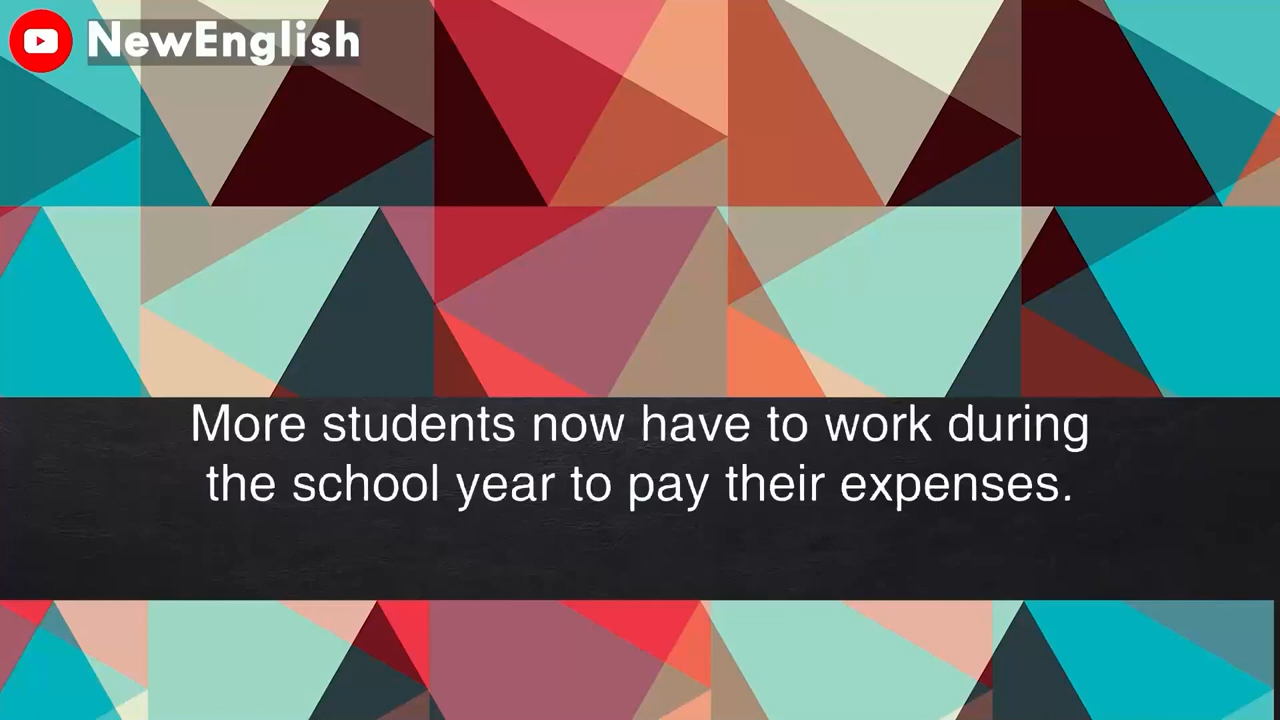 NewEnglish
More students now have to work during
the school year to pay their expenses.